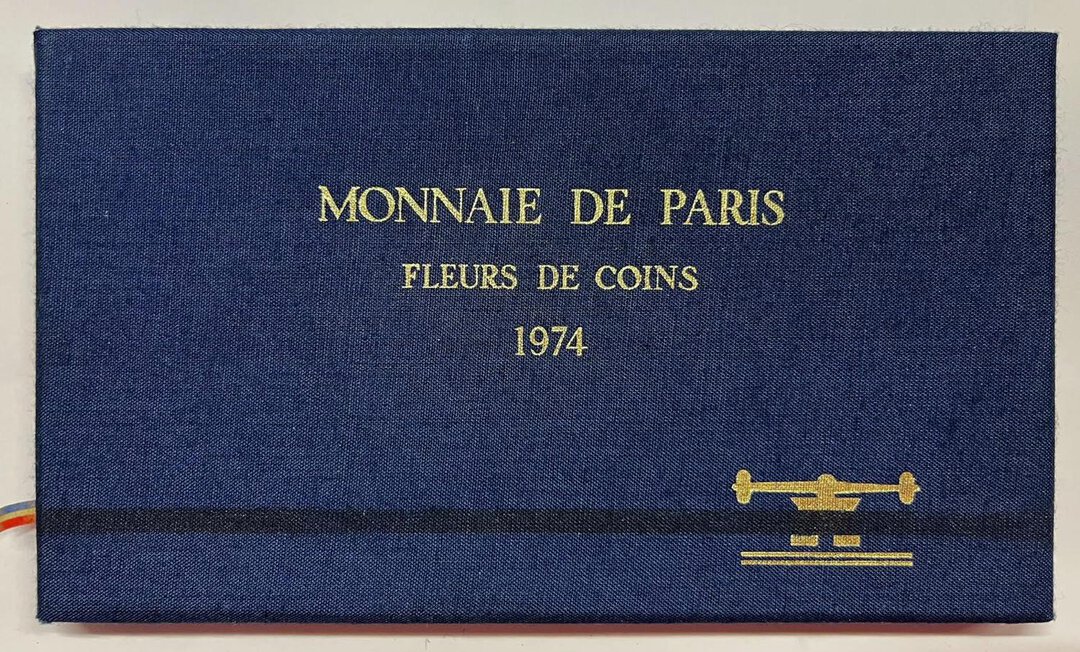 MONNAIE DE PARIS
FLEURS DE COINS
1974